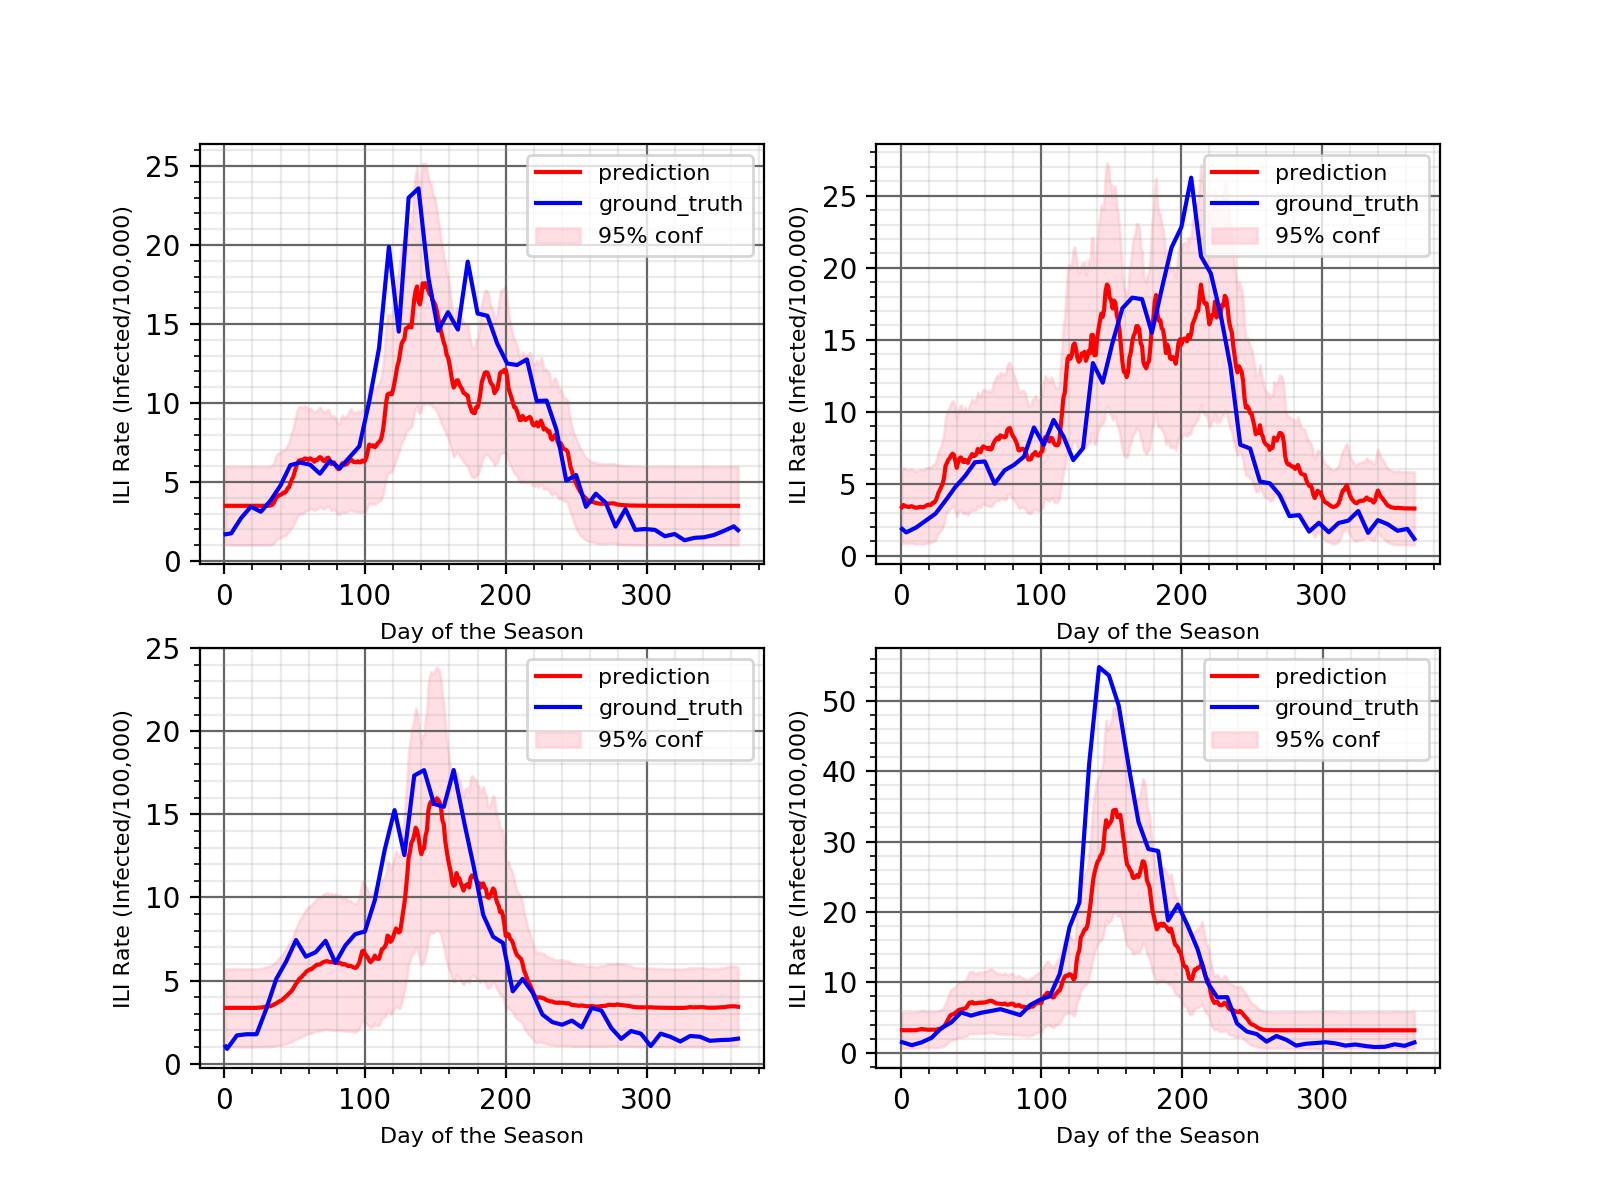 25
20
15
10
5
0
0 100 200 300
ILI Rate (Infected/100,000)
Day of the Season
prediction
ground_truth
95% conf
25
20
15
10
5
0
0 100 200 300
ILI Rate (Infected/100,000)
Day of the Season
prediction
ground_truth
95% conf
25
20
15
10
5
0
0 100 200 300
ILI Rate (Infected/100,000)
Day of the Season
prediction
ground_truth
95% conf
50
40
30
20
10
0
0 100 200 300
ILI Rate (Infected/100,000)
Day of the Season
prediction
ground_truth
95% conf